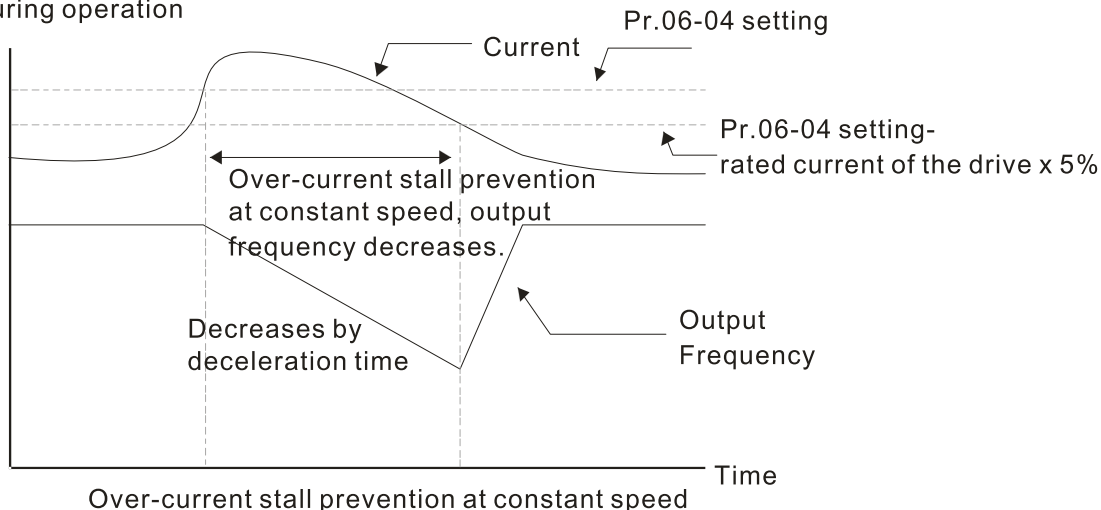 uring operation
Pr.06-04 setting
Current
Pr.06-04 setting-
rated current of the drive x 5%
Over-current stall prevention
at constant speed, output
frequency decreases.
Decreases by
deceleration time
Output
Frequency
Time
Over-current stall prevention at constant speed